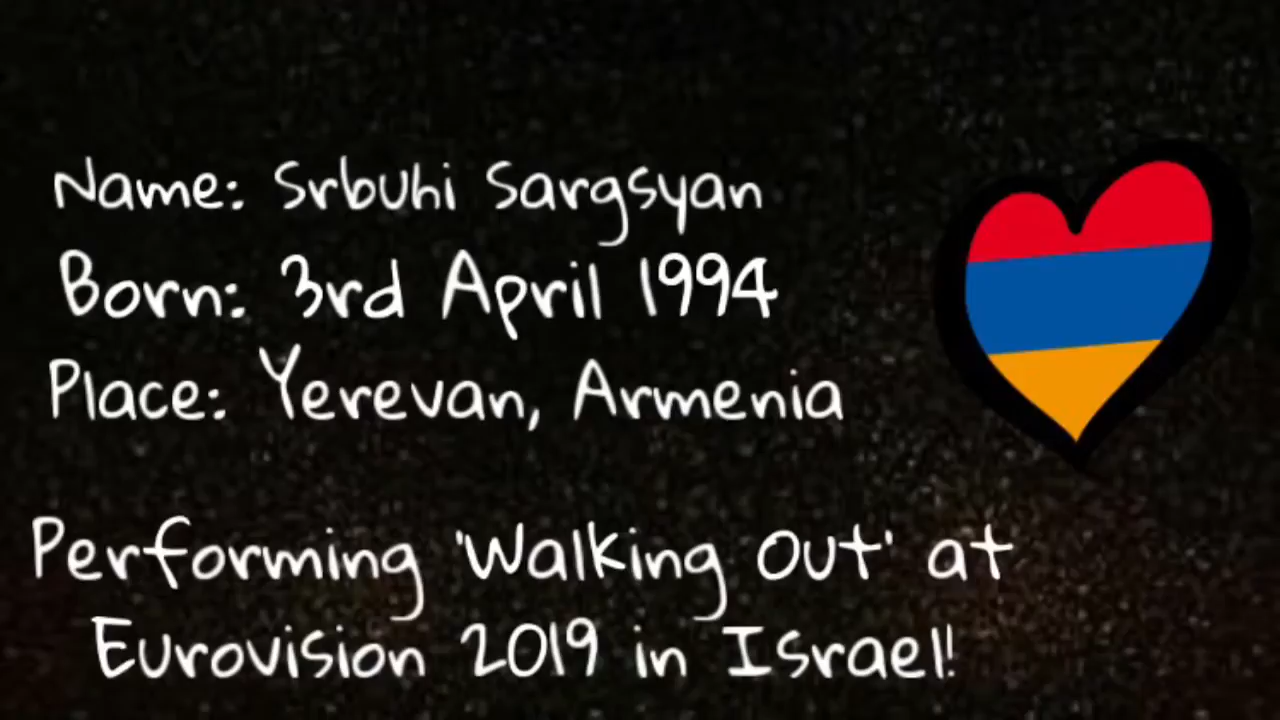 Name: Srbuhi Sargsyan
Born: 3rd April 1994
Place: Yerevan, Armenia
Performing 'Walking Out' at
Eurovision 2019 in Israel!